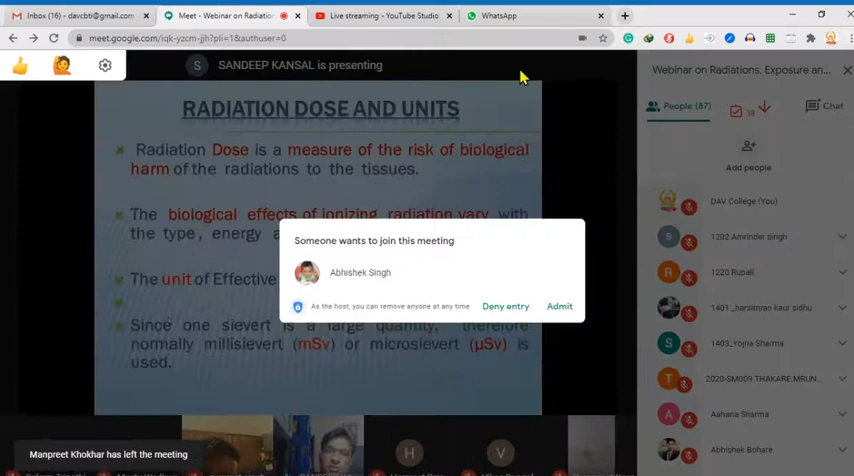 Inbox (16) - davcbti@gmail.com
Meet - Webinar on Radiation
Live streaming - YouTube Studio
WhatsApp
meet.google.com/iqk-yzcm-jjh?pli=1&authuser=0
S SANDEEP KANSAL is presenting
RADIATION DOSE AND UNITS
Radiation Dose is a measure of the risk of biological
harm of the radiations to the tissues.
The biological effects of ionizing radiation vary with
the type, energy
The unit of Effective
Since one sievert is a large quantity, therefore
normally millisievert (mSv) or microsievert (µSv) is
used.
Someone wants to join this meeting
Abhishek Singh
As the host, you can remove anyone at any time
Deny entry
Admit
Manpreet Khokhar has left the meeting
H
V
Webinar on Radiations, Exposure an...
People (87)
Chat
Add people
DAV College (You)
S 1202.Amrinder singh
R 1220 Rupali
1401_harsimran kaur sidhu
S 1403_Yojna Sharma
T 2020-SM009 THAKARE.MRUN...
A Aahana Sharma
Abhishek Bohare